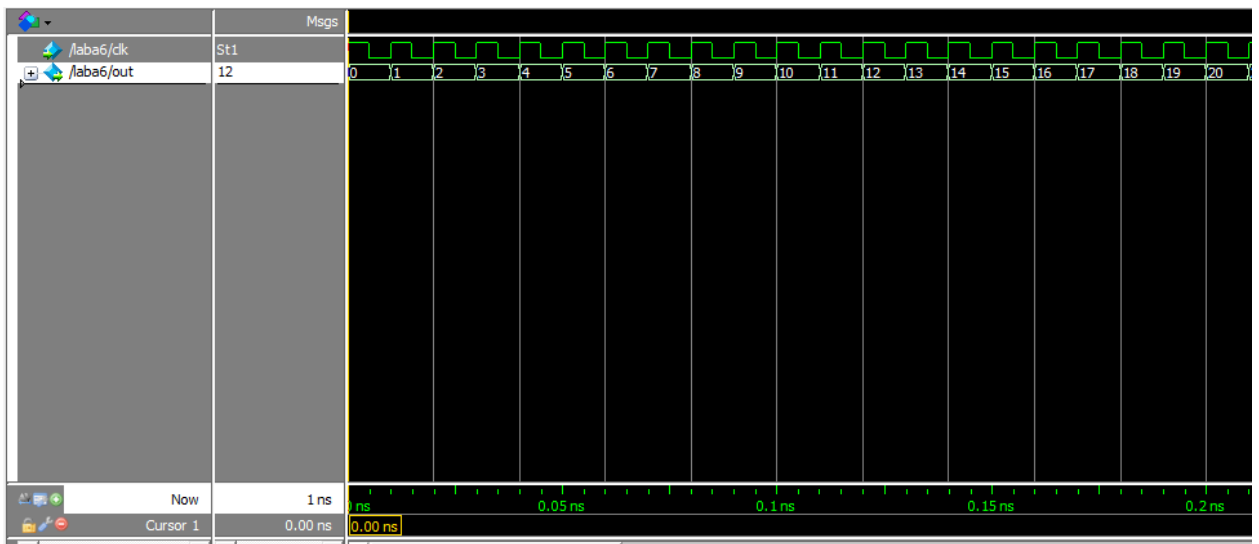 Msgs
/laba6/clk St1
/laba6/out 12 0 1 2 3 4 5 6 7 8 9 10 11 12 13 14 15 16 17 18 19 20
Now 1 ns ns 0.05 ns 0.1 ns 0.15 ns 0.2 ns
Cursor 1 0.00 ns 0.00 ns